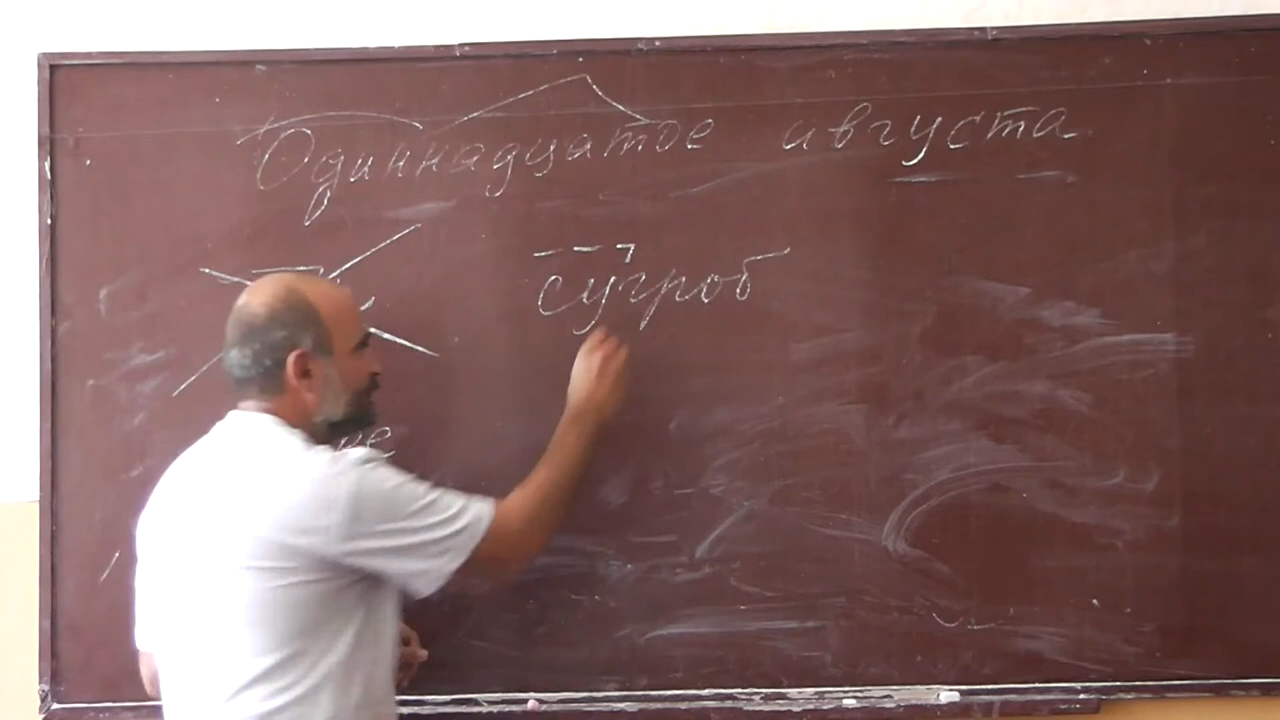 Одиннадцатое августа
сугроб